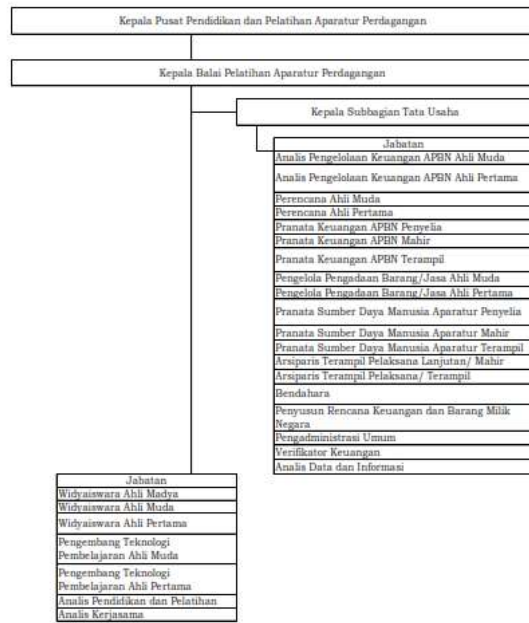 Kepala Pusat Pendidikan dan Pelatihan Aparatur Perdagangan
Kepala Balai Pelatihan Aparatur Perdagangan
Kepala Subbagian Tata Usaha
Jabatan
Analis Pengelolaan Keuangan APBN Ahli Muda
Analis Pengelolaan Keuangan APBN Ahli Pertama
Perencana Ahli Muda
Perencana Ahli Pertama
Pranata Keuangan APBN Penyelia
Pranata Keuangan APBN Mahir
Pranata Keuangan APBN Terampil
Pengelola Pengadaan Barang/Jasa Ahli Muda
Pengelola Pengadaan Barang/Jasa Ahli Pertama
Pranata Sumber Daya Manusia Aparatur Penyelia
Pranata Sumber Daya Manusia Aparatur Mahir
Pranata Sumber Daya Manusia Aparatur Terampil
Arsiparis Terampil Pelaksana Lanjutan/ Mahir
Arsiparis Terampil Pelaksana/ Terampil
Bendahara
Penyusun Rencana Keuangan dan Barang Milik
Negara
Pengadministrasi Umum
Verifikator Keuangan
Analis Data dan Informasi
Jabatan
Widyaiswara Ahli Madya
Widyaiswara Ahli Muda
Widyaiswara Ahli Pertama
Pengembang Teknologi
Pembelajaran Ahli Muda
Pengembang Teknologi
Pembelajaran Ahli Pertama
Analis Pendidikan dan Pelatihan
Analis Kerjasama